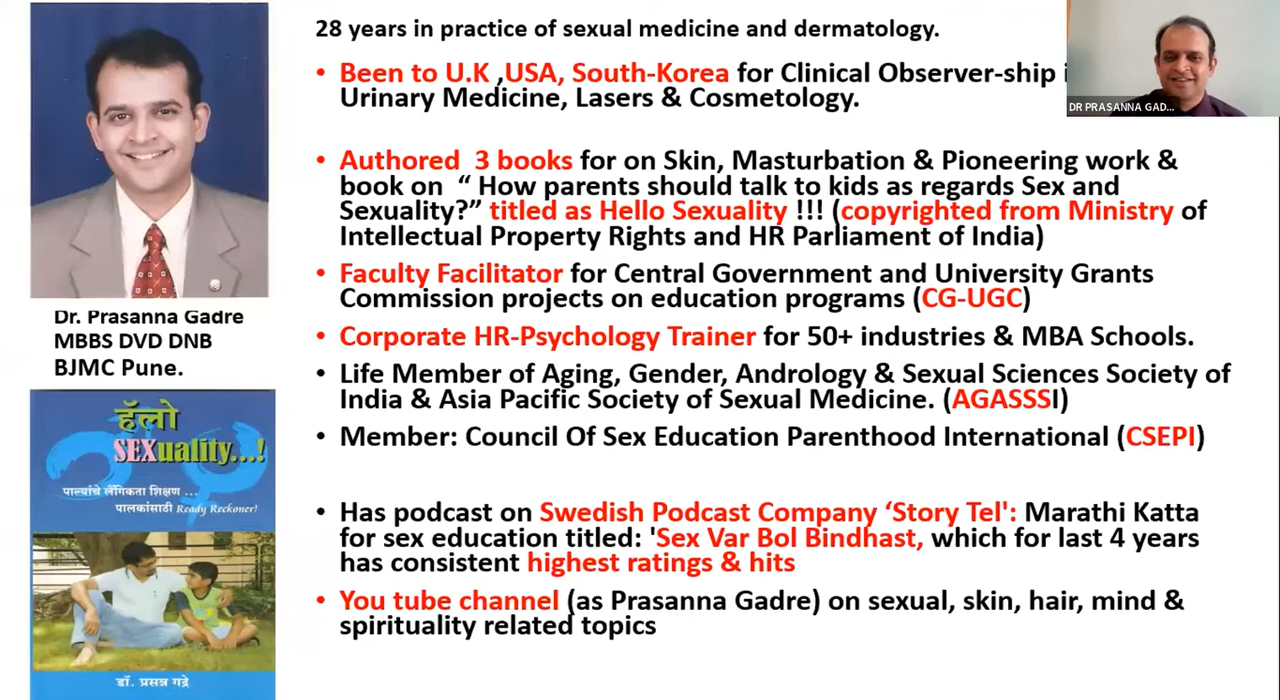 28 years in practice of sexual medicine and dermatology.
• Been to U.K ,USA, South-Korea for Clinical Observer-ship
Urinary Medicine, Lasers & Cosmetology.
DR PRASANNA GAD...
• Authored 3 books for on Skin, Masturbation & Pioneering work &
book on “ How parents should talk to kids as regards Sex and
Sexuality?” titled as Hello Sexuality !!! (copyrighted from Ministry of
Intellectual Property Rights and HR Parliament of India)
• Faculty Facilitator for Central Government and University Grants
Commission projects on education programs (CG-UGC)
• Corporate HR-Psychology Trainer for 50+ industries & MBA Schools.
• Life Member of Aging, Gender, Andrology & Sexual Sciences Society of
India & Asia Pacific Society of Sexual Medicine. (AGASSSI)
• Member: Council Of Sex Education Parenthood International (CSEPI)
• Has podcast on Swedish Podcast Company ‘Story Tel': Marathi Katta
for sex education titled: 'Sex Var Bol Bindhast, which for last 4 years
has consistent highest ratings & hits
• You tube channel (as Prasanna Gadre) on sexual, skin, hair, mind &
spirituality related topics
Dr. Prasanna Gadre
MBBS DVD DNB
BJMC Pune.
हॅलो
SEXuality...!
पाल्यांचे लैंगिकता शिक्षण ...
पालकांसाठी Ready Reckoner!
डॉ. प्रसन्न गद्रे